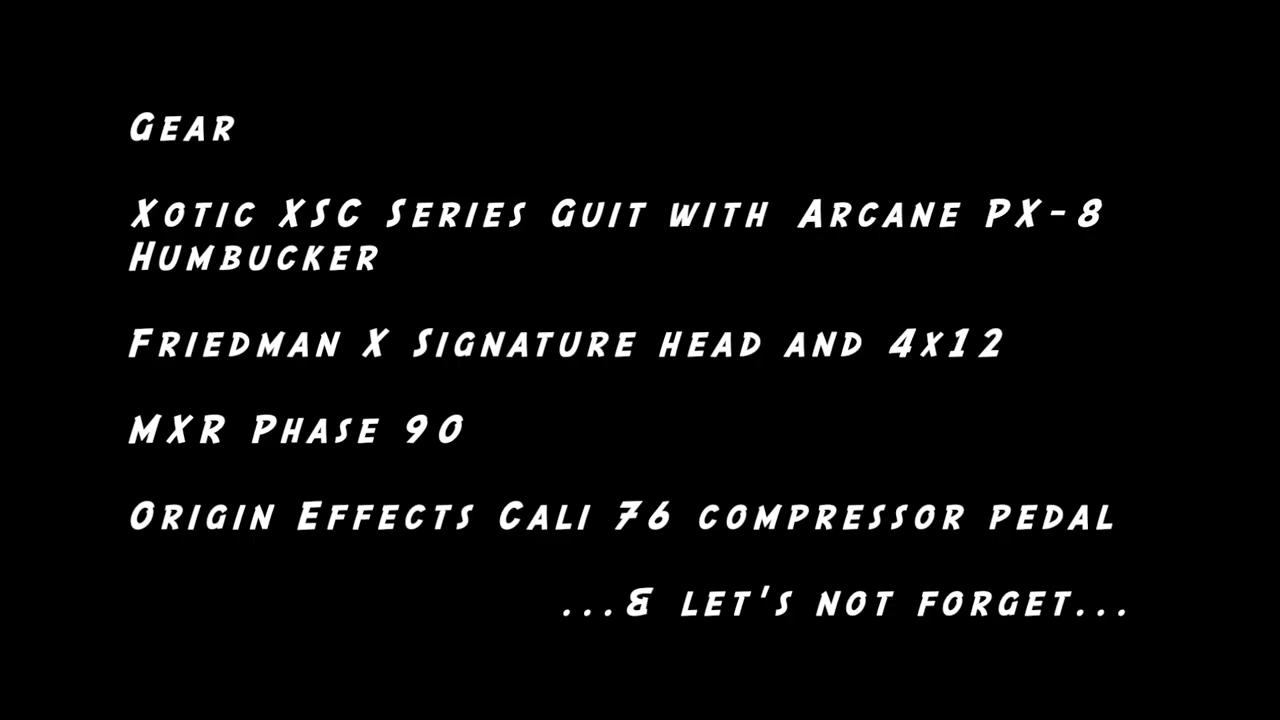 Gear
Xotic XSC Series Guit with Arcane PX-8
Humbucker
Friedman X Signature head and 4x12
MXR Phase 90
Origin Effects Cali 76 compressor pedal
...& let's not forget...